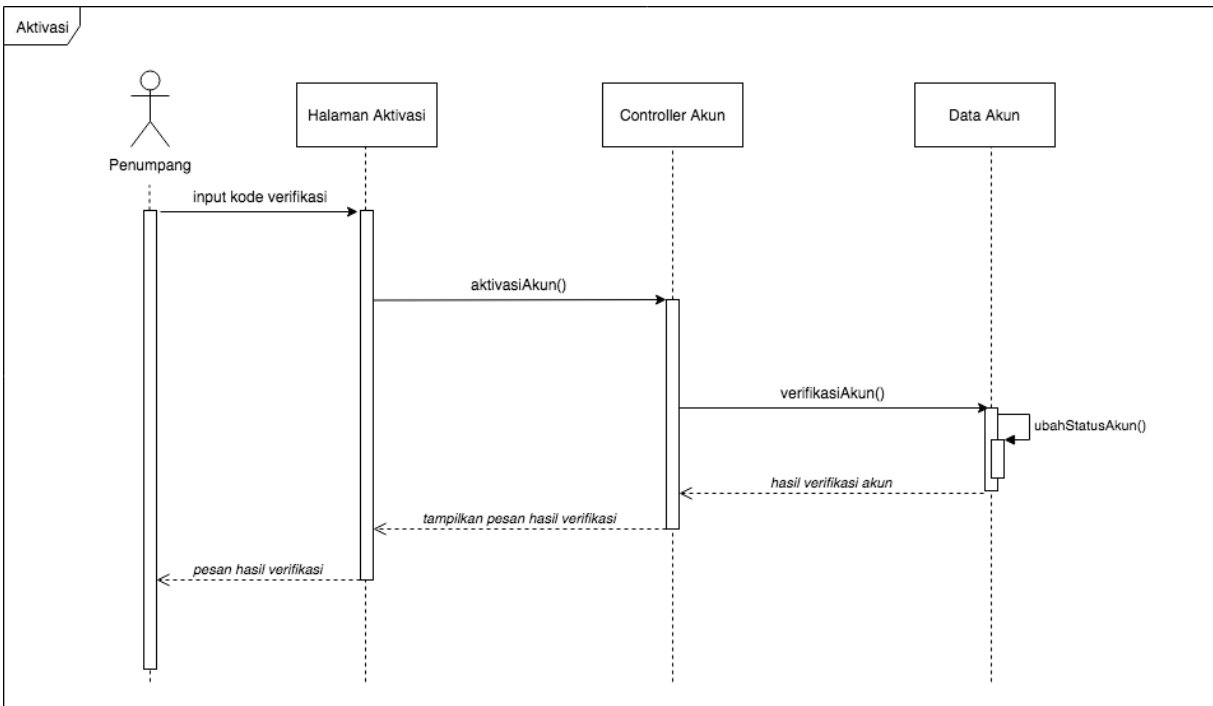 Aktivasi
Penumpang
Halaman Aktivasi
Controller Akun
Data Akun
input kode verifikasi
aktivasiAkun()
verifikasiAkun()
ubahStatusAkun()
hasil verifikasi akun
tampilkan pesan hasil verifikasi
pesan hasil verifikasi